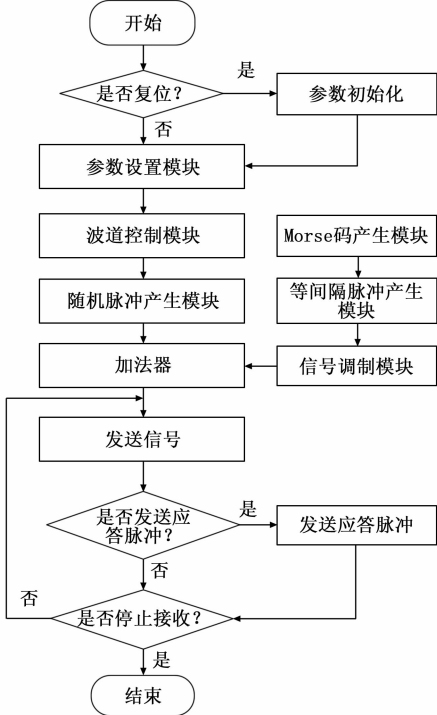 开始
是否复位？
是
参数初始化
否
参数设置模块
波道控制模块
Morse码产生模块
随机脉冲产生模块
等间隔脉冲产生
模块
加法器
信号调制模块
发送信号
是否发送应
答脉冲？
是
发送应答脉冲
否
否
是否停止接收？
是
结束